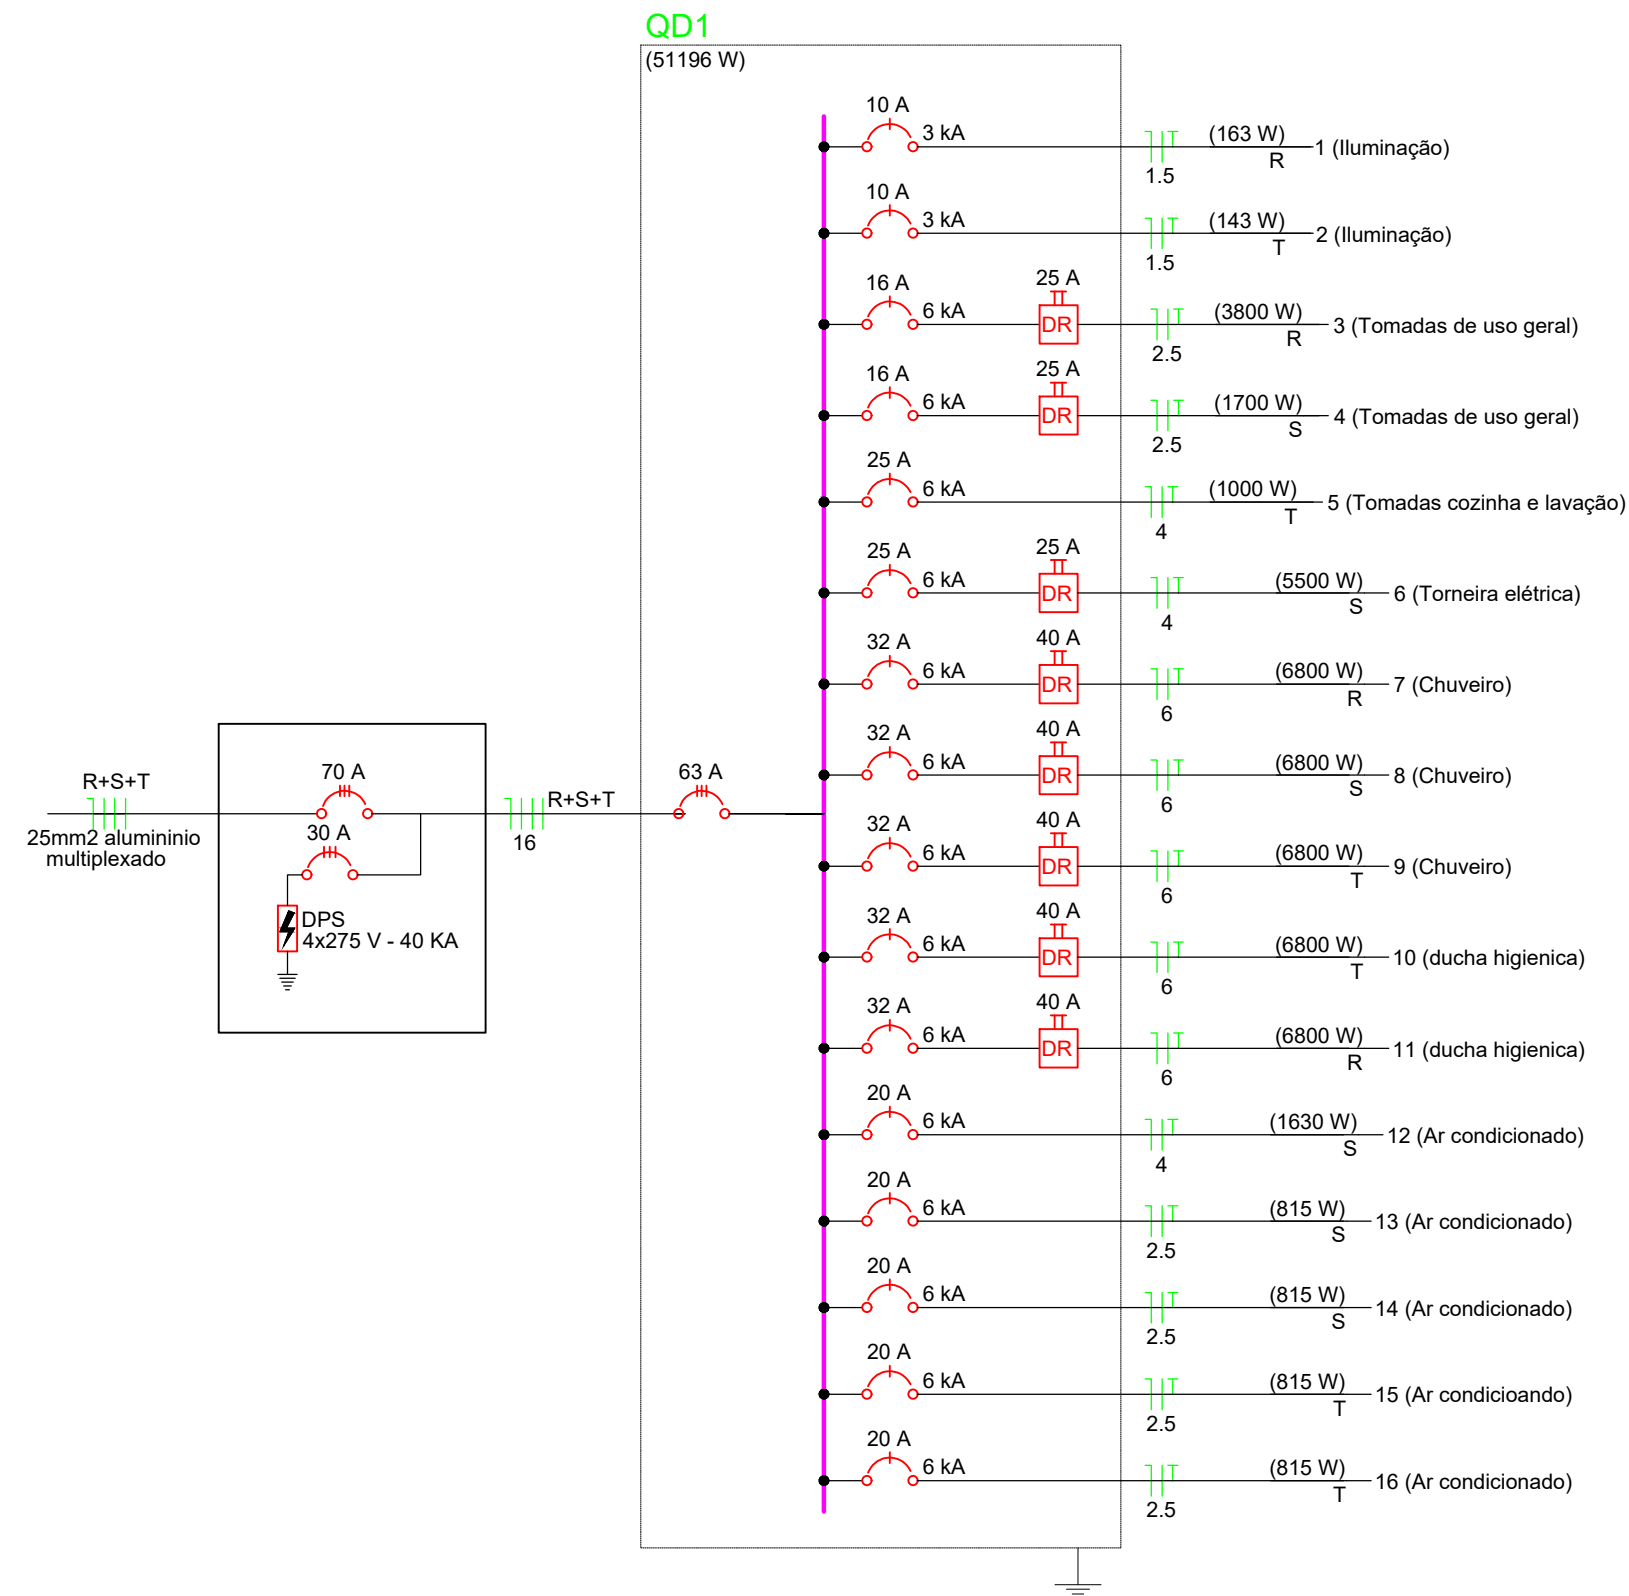 QD1
(51196 W)
10 A
3 kA
(163 W)
R
1 (Iluminação)
1.5
10 A
3 kA
(143 W)
T
2 (Iluminação)
1.5
16 A
6 kA
25 A
DR
(3800 W)
R
3 (Tomadas de uso geral)
2.5
16 A
6 kA
25 A
DR
(1700 W)
S
4 (Tomadas de uso geral)
2.5
25 A
6 kA
(1000 W)
T
5 (Tomadas cozinha e lavação)
4
25 A
6 kA
25 A
DR
(5500 W)
S
6 (Torneira elétrica)
4
32 A
6 kA
40 A
DR
(6800 W)
R
7 (Chuveiro)
6
32 A
6 kA
40 A
DR
(6800 W)
S
8 (Chuveiro)
6
R+S+T
25mm2 alumininio
multiplexado
70 A
30 A
DPS
4x275 V - 40 KA
R+S+T
16
63 A
32 A
6 kA
40 A
DR
(6800 W)
T
9 (Chuveiro)
6
32 A
6 kA
40 A
DR
(6800 W)
T
10 (ducha higienica)
6
32 A
6 kA
40 A
DR
(6800 W)
R
11 (ducha higienica)
6
20 A
6 kA
(1630 W)
S
12 (Ar condicionado)
4
20 A
6 kA
(815 W)
S
13 (Ar condicionado)
2.5
20 A
6 kA
(815 W)
S
14 (Ar condicionado)
2.5
20 A
6 kA
(815 W)
T
15 (Ar condicioando)
2.5
20 A
6 kA
(815 W)
T
16 (Ar condicionado)
2.5